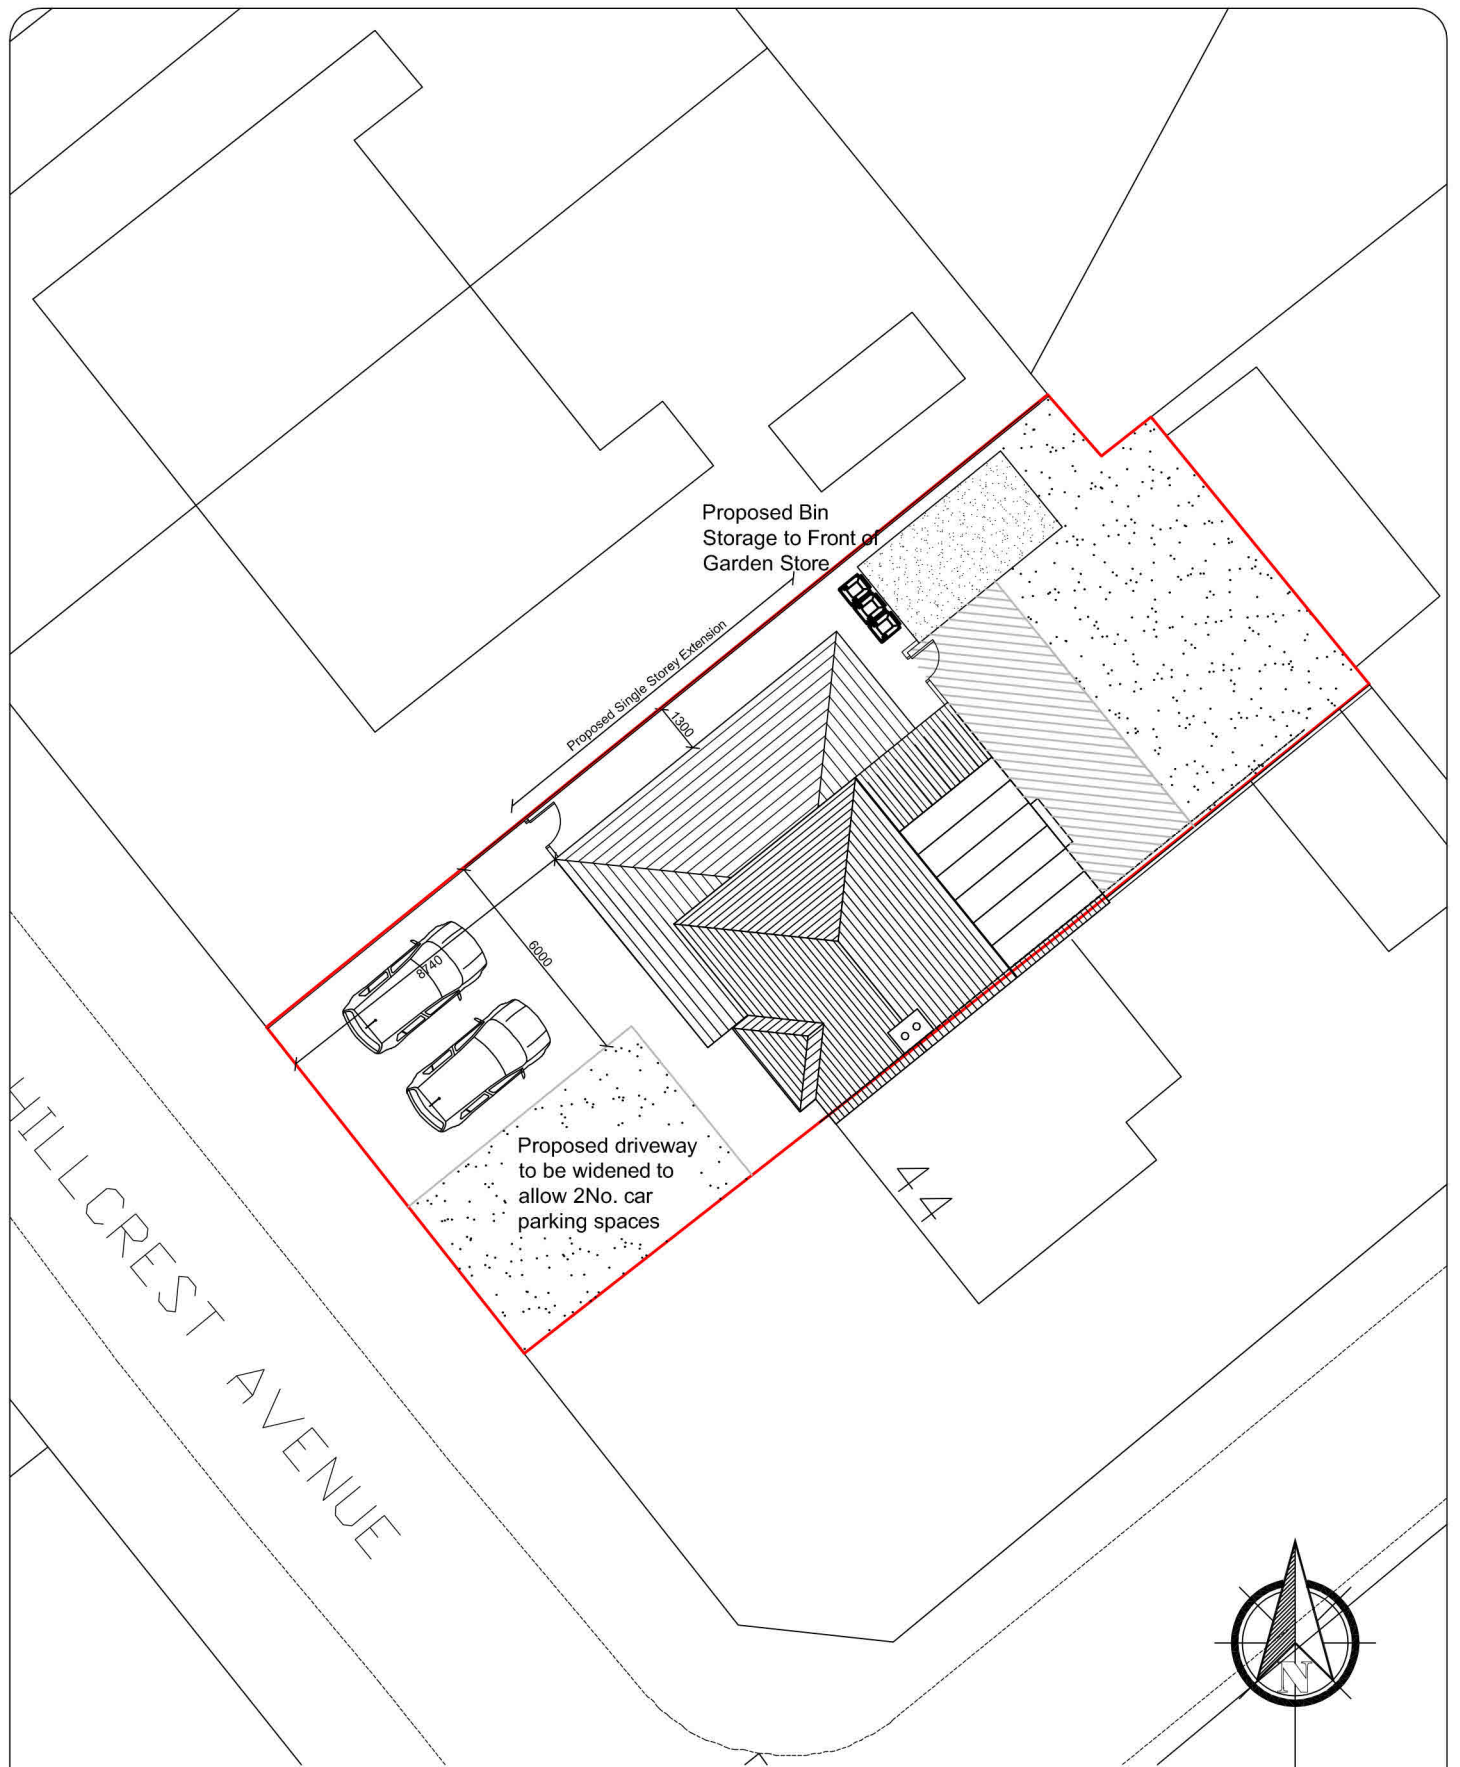 Proposed Bin
Storage to Front of
Garden Store
Proposed Single Storey Extension
1300
6000
8740
Proposed driveway
to be widened to
allow 2No. car
parking spaces
44
HILLCREST AVENUE
N